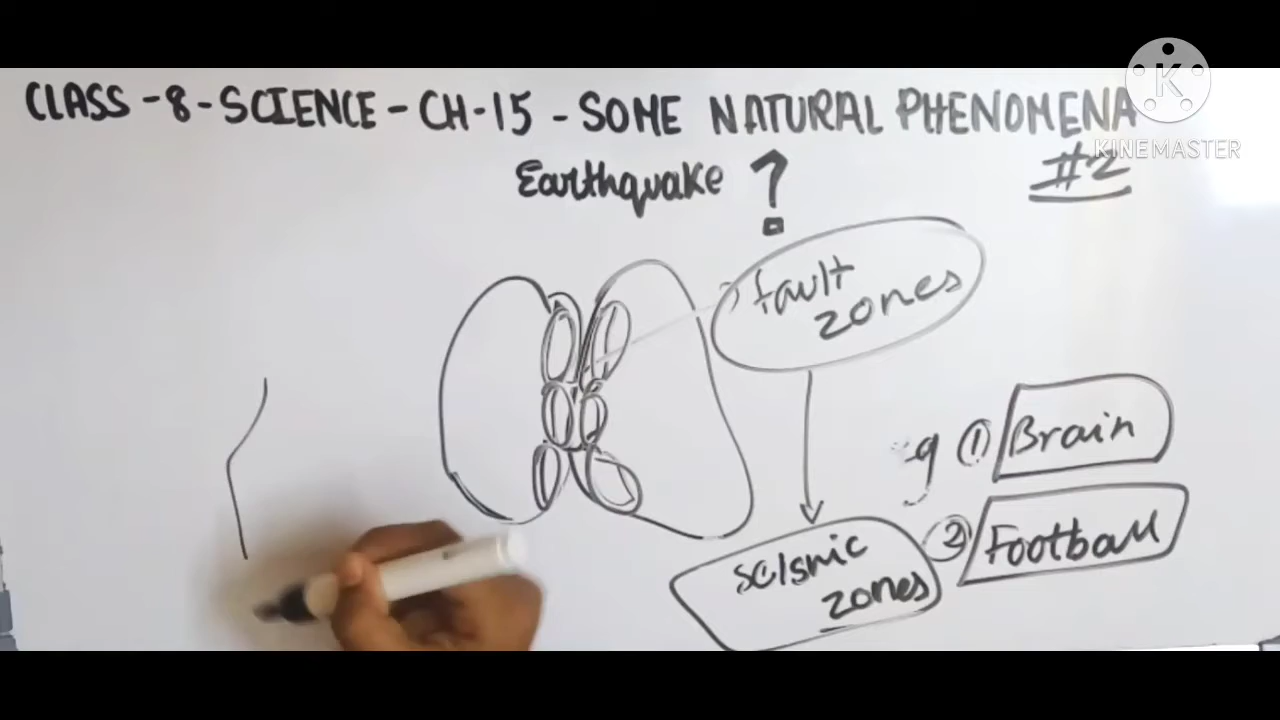 CLASS - 8 - SCIENCE - CH - 15 - SOME NATURAL PHENOMENA
Earthquake ?
#2
K
KINEMASTER
fault
zones
g ① Brain
② Football
seismic
zones